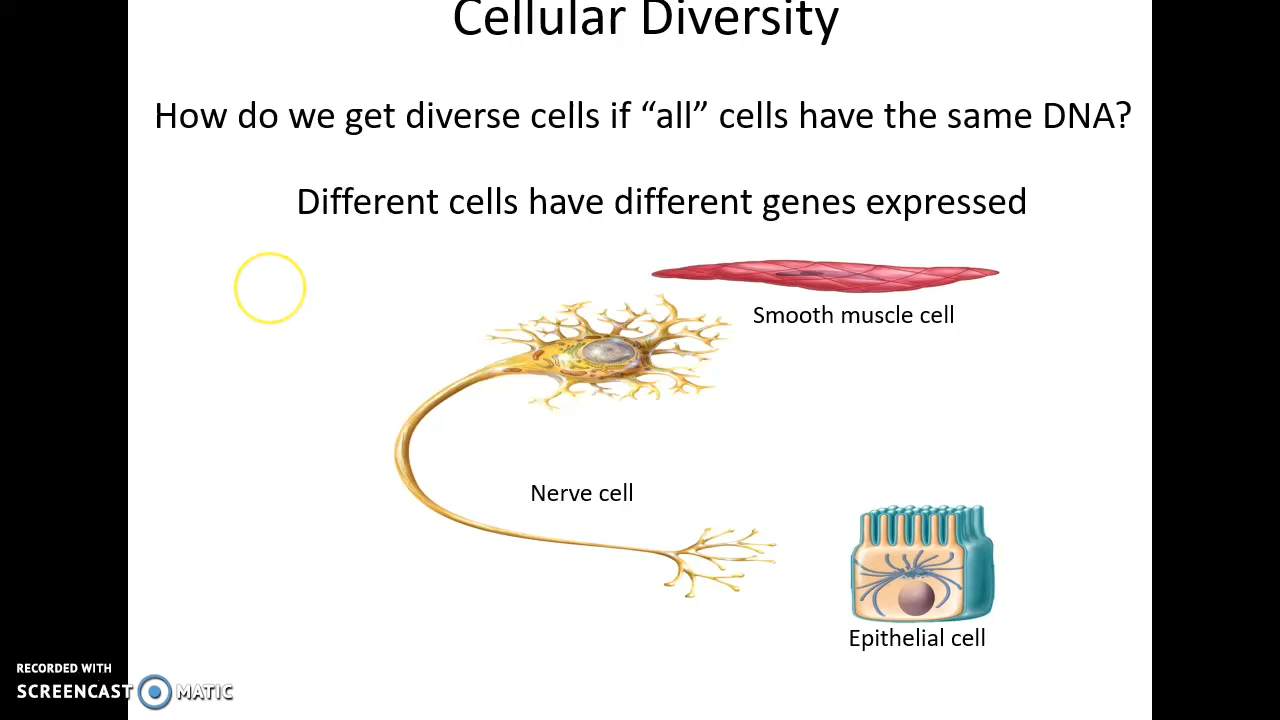 Cellular Diversity
How do we get diverse cells if “all” cells have the same DNA?
Different cells have different genes expressed
Smooth muscle cell
Nerve cell
Epithelial cell
RECORDED WITH
SCREENCAST MATIC